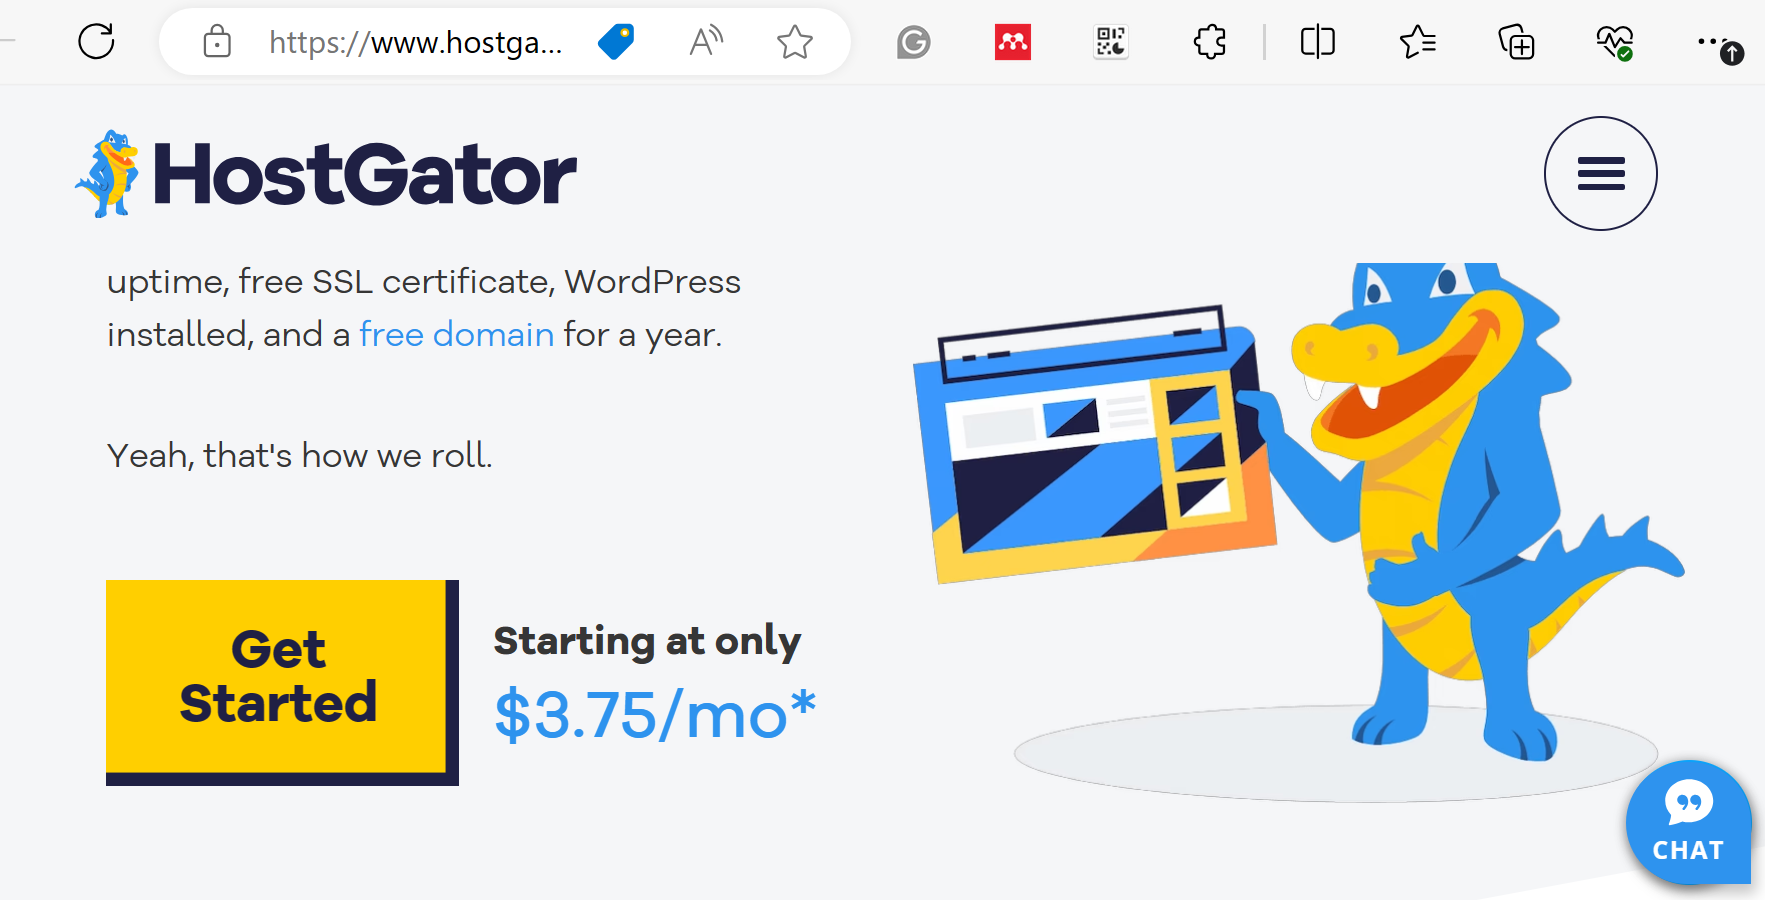 https://www.hostga...
HostGator
uptime, free SSL certificate, WordPress
installed, and a free domain for a year.
Yeah, that's how we roll.
Get
Started
Starting at only
$3.75/mo*
CHAT